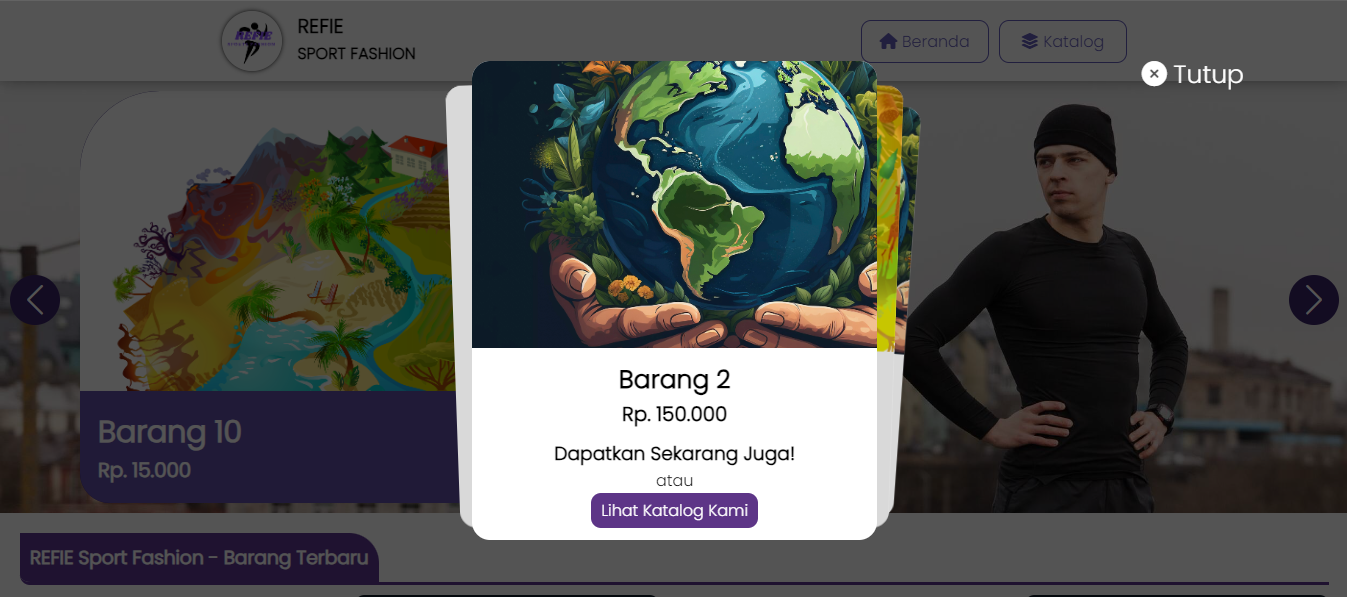 REFIE
SPORT FASHION
REFIE
Beranda
Katalog
Tutup
Barang 10
Rp. 15.000
Barang 2
Rp. 150.000
Dapatkan Sekarang Juga!
atau
Lihat Katalog Kami
REFIE Sport Fashion - Barang Terbaru